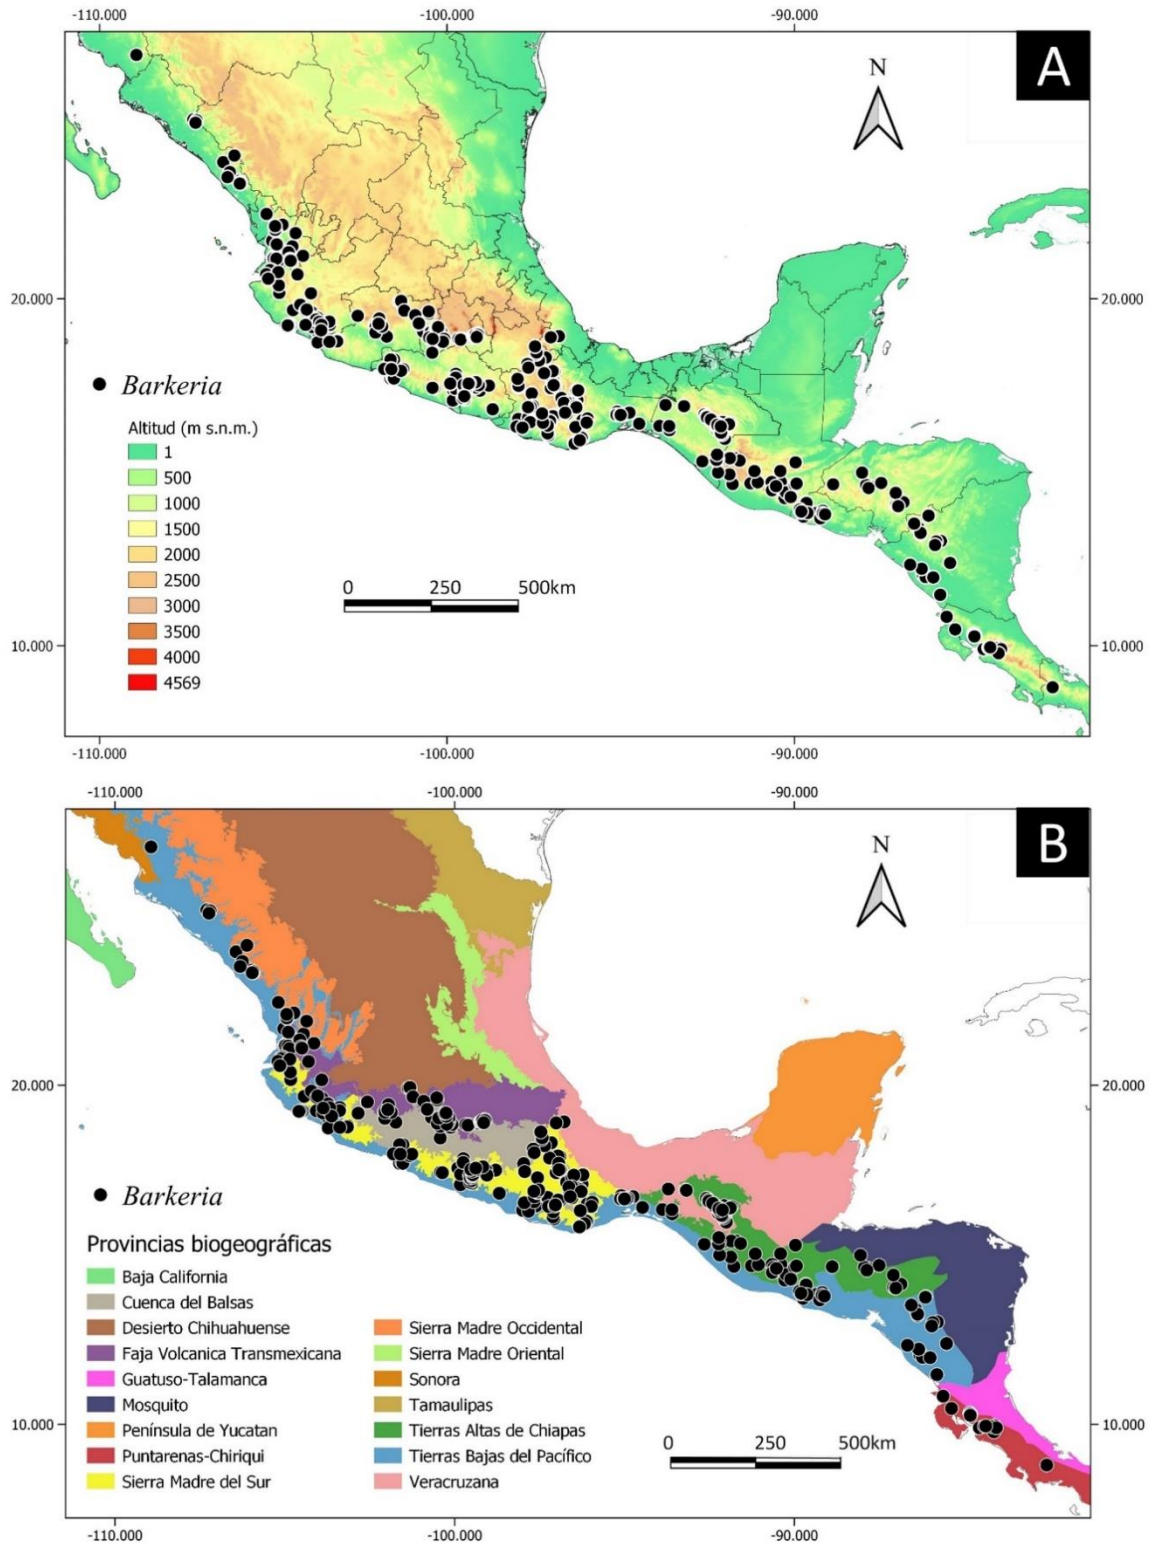 -110.000 -100.000 -90.000
A
N
20.000 20.000
Barkeria
Altitud (m s.n.m.)
1
500
1000
1500
2000
2500
3000
3500
4000
4569
0 250 500km
10.000 10.000
-110.000 -100.000 -90.000
-110.000 -100.000 -90.000
B
N
20.000 20.000
Barkeria
Provincias biogeográficas
Baja California
Cuenca del Balsas
Desierto Chihuahuense
Faja Volcanica Transmexicana
Guatuso-Talamanca
Mosquito
Península de Yucatan
Puntarenas-Chiriqui
Sierra Madre del Sur
Sierra Madre Occidental
Sierra Madre Oriental
Sonora
Tamaulipas
Tierras Altas de Chiapas
Tierras Bajas del Pacífico
Veracruzana
0 250 500km
10.000 10.000
-110.000 -100.000 -90.000